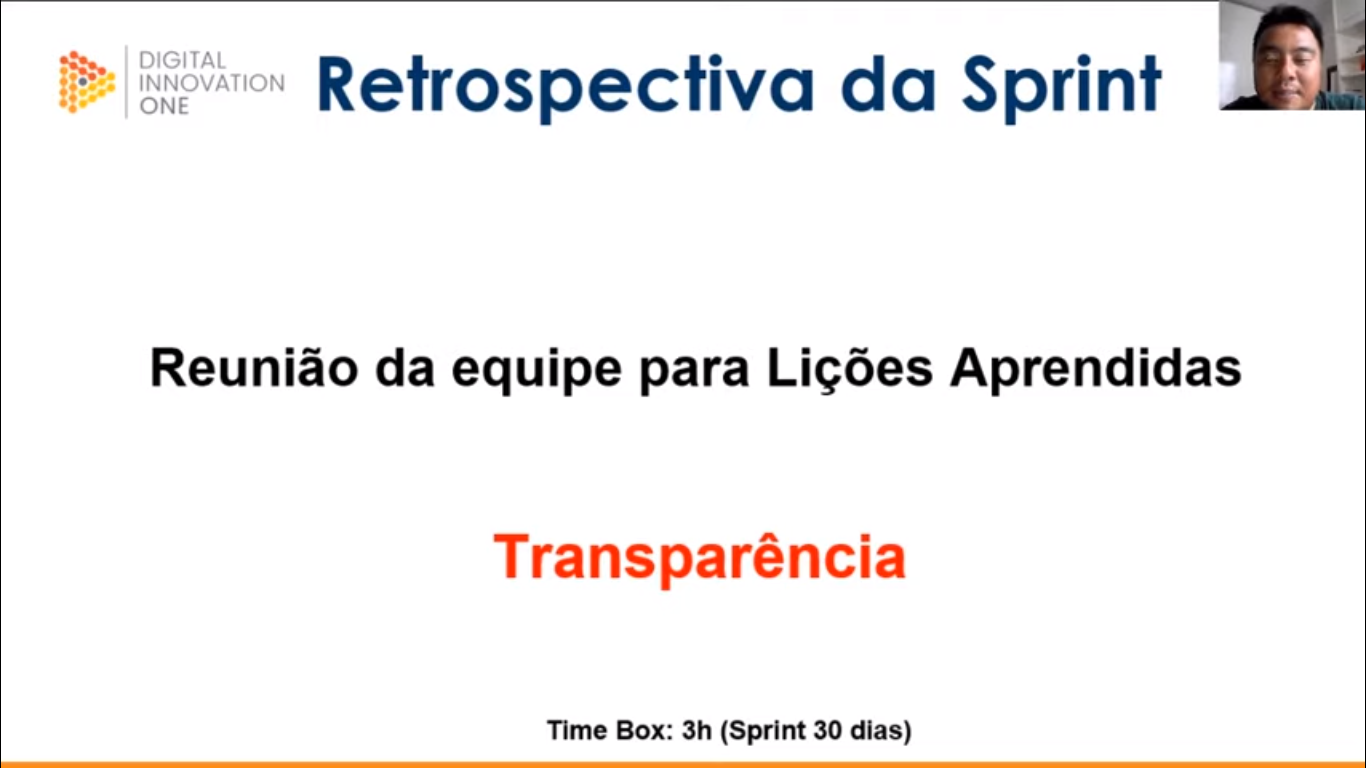 DIGITAL
INNOVATION
ONE
Retrospectiva da Sprint
Reunião da equipe para Lições Aprendidas
Transparência
Time Box: 3h (Sprint 30 dias)